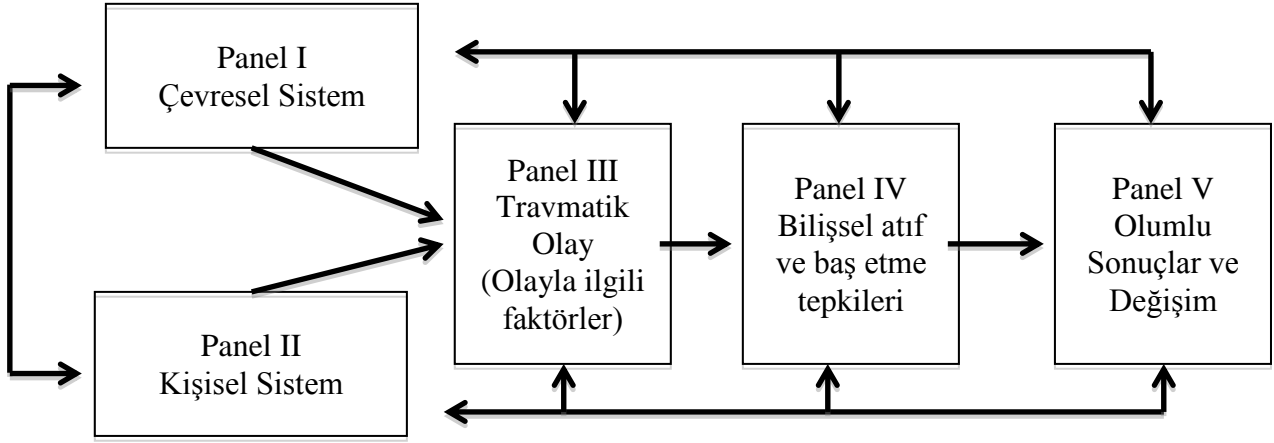 Panel I
Çevresel Sistem
Panel II
Kişisel Sistem
Panel III
Travmatik
Olay
(Olayla ilgili
faktörler)
Panel IV
Bilişsel atıf
ve baş etme
tepkileri
Panel V
Olumlu
Sonuçlar ve
Değişim